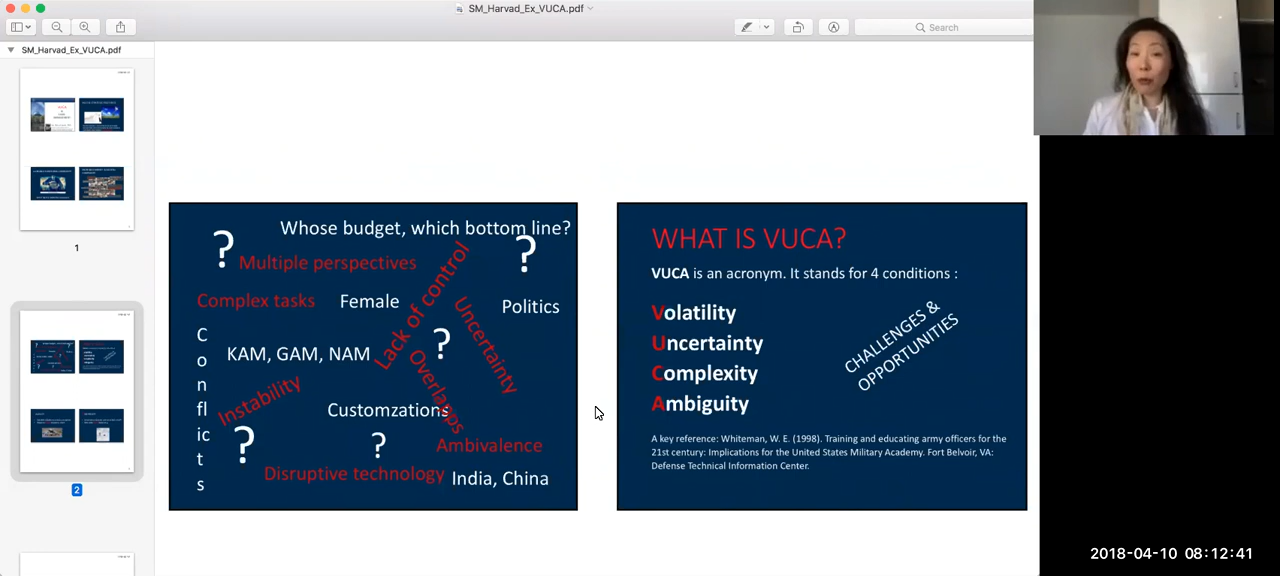 SM_Harvad_Ex_VUCA.pdf
Search
SM_Harvad_Ex_VUCA.pdf
1
2
Whose budget, which bottom line?
?
?
Multiple perspectives
Complex tasks
Female
Lack of control
Uncertainty
Politics
Conflicts
KAM, GAM, NAM
?
Instability
Overlapps
Customzations
?
?
Ambivalence
Disruptive technology
India, China
WHAT IS VUCA?
VUCA is an acronym. It stands for 4 conditions :
Volatility
Uncertainty
Complexity
Ambiguity
CHALLENGES &
OPPORTUNITIES
A key reference: Whiteman, W. E. (1998). Training and educating army officers for the
21st century: Implications for the United States Military Academy. Fort Belvoir, VA:
Defense Technical Information Center.
2018-04-10 08:12:41